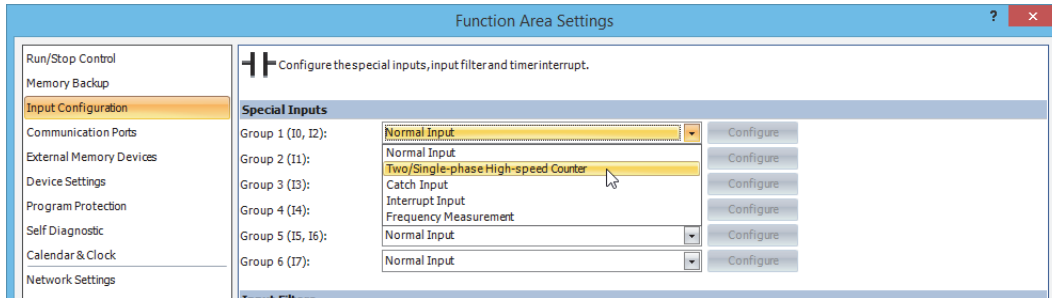 Function Area Settings
?
Run/Stop Control
Memory Backup
Input Configuration
Communication Ports
External Memory Devices
Device Settings
Program Protection
Self Diagnostic
Calendar & Clock
Network Settings
Configure the special inputs, input filter and timer interrupt.
Special Inputs
Group 1 (I0, I2): Normal Input Configure
Normal Input
Group 2 (I1): Configure
Two/Single-phase High-speed Counter
Group 3 (I3): Catch Input Configure
Interrupt Input
Group 4 (I4): Configure
Frequency Measurement
Group 5 (I5, I6): Normal Input Configure
Group 6 (I7): Normal Input Configure
Input Filters